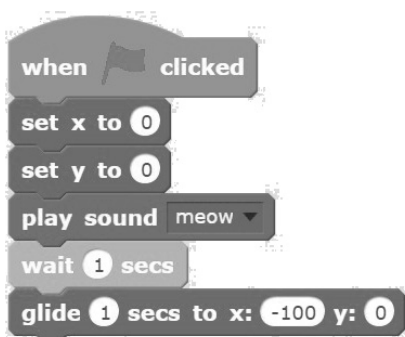 when clicked
set x to 0
set y to 0
play sound meow
wait 1 secs
glide 1 secs to x: -100 y: 0